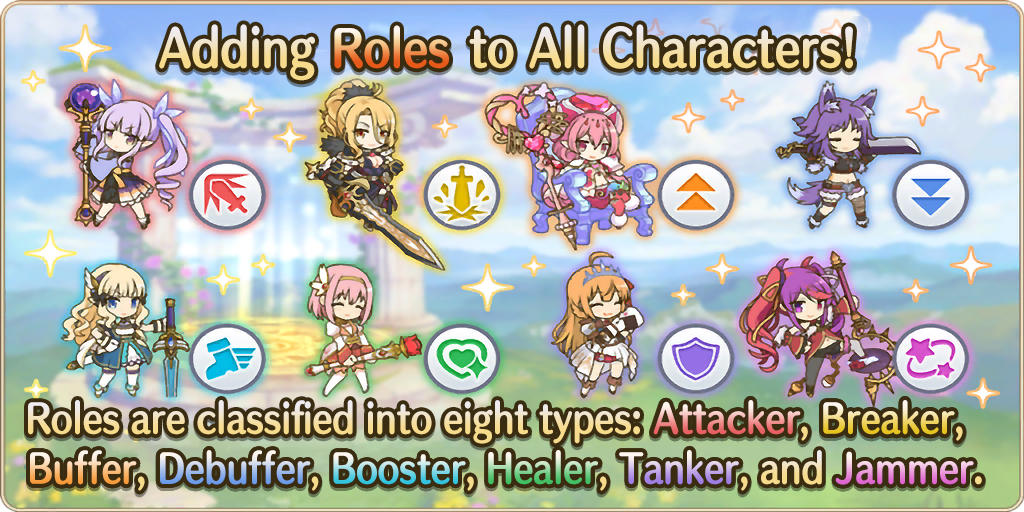 Adding Roles to All Characters!
Roles are classified into eight types: Attacker, Breaker,
Buffer, Debuffer, Booster, Healer, Tanker, and Jammer.